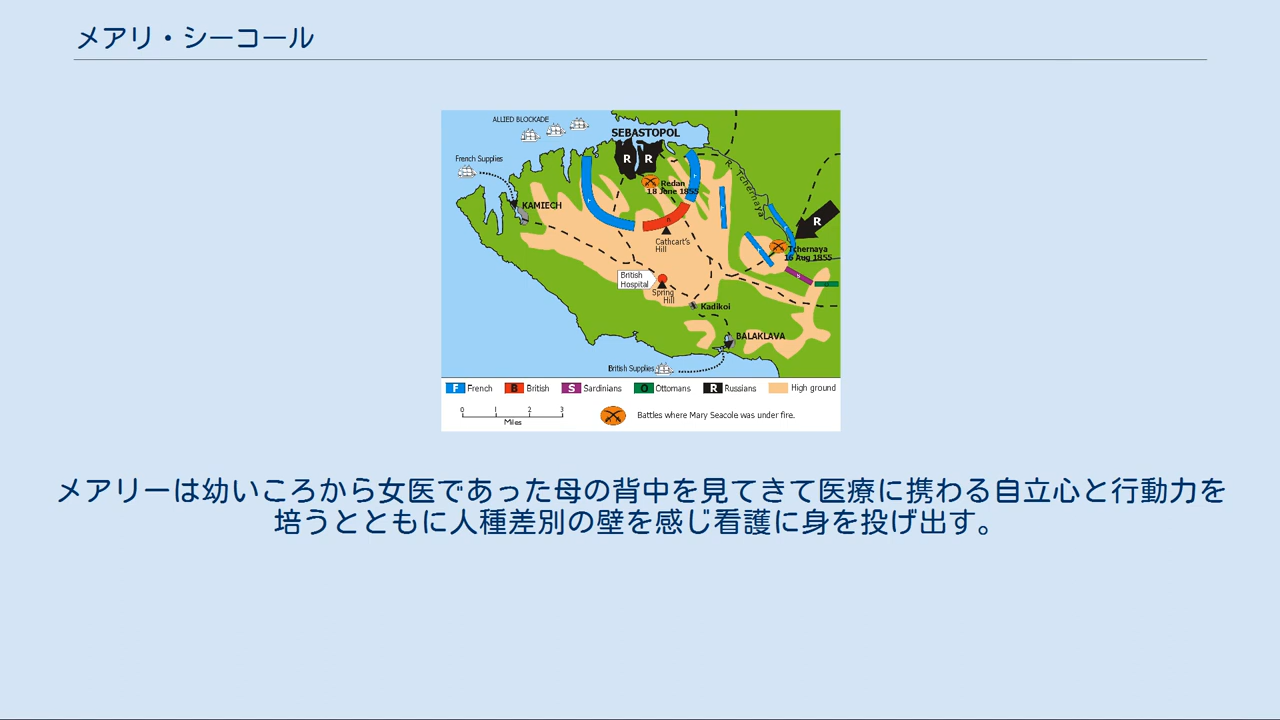 メアリ・シーコール
ALLIED BLOCKADE
SEBASTOPOL
French Supplies
R R
Redan
18 June 1855
R. Tchernaya
KAMIECH
R
B
Cathcart's
Hill
Tchernaya
16 Aug 1855
British
Hospital
Spring
Hill
Kadikoi
BALAKLAVA
British Supplies
F French B British S Sardinians O Ottomans R Russians High ground
0 1 2 3
Miles
Battles where Mary Seacole was under fire.
メアリーは幼いころから女医であった母の背中を見てきて医療に携わる自立心と行動力を
培うとともに人種差別の壁を感じ看護に身を投げ出す。